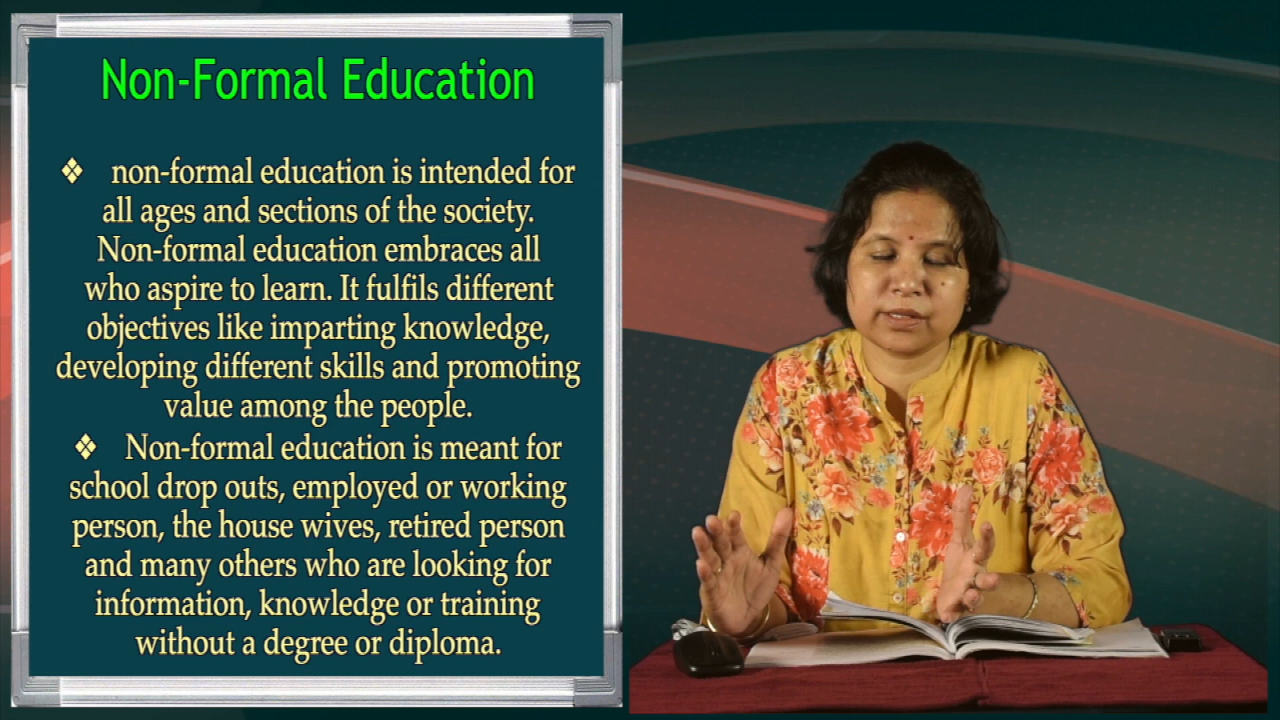 Non-Formal Education
❖ non-formal education is intended for
all ages and sections of the society.
Non-formal education embraces all
who aspire to learn. It fulfils different
objectives like imparting knowledge,
developing different skills and promoting
value among the people.
❖ Non-formal education is meant for
school drop outs, employed or working
person, the house wives, retired person
and many others who are looking for
information, knowledge or training
without a degree or diploma.